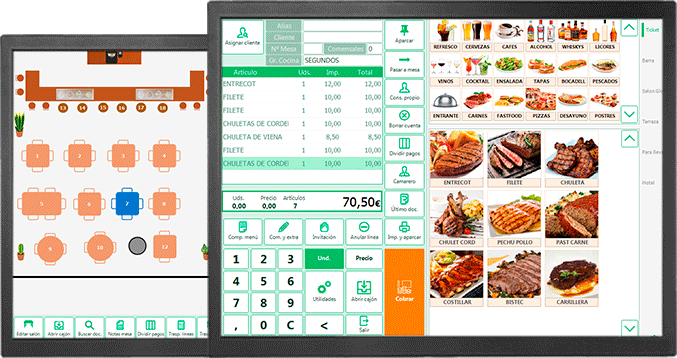 13 14 15 16 17 18
1 2 3 4
5 6 7 8
9 10 12
Editar salón
Abrir cajón
Buscar doc.
Notas mesa
Dividir pagos
Trasp. líneas
Asignar cliente
Alias
Cliente
Nº Mesa
Comensales 0
Gr. Cocina SEGUNDOS
Artículo Uds. Imp. Total
ENTRECOT 1 12,00 12,00
FILETE 1 10,00 10,00
FILETE 1 10,00 10,00
CHULETAS DE CORDEI 1 10,00 10,00
CHULETA DE VIENA 1 8,50 8,50
FILETE 1 10,00 10,00
CHULETAS DE CORDEI 1 10,00 10,00
Uds. Precio Artículos
0,00 0,00 7 70,50€
Comp. menú
Com. y extra
Invitación
Anular línea
Imp. y aparcar
1 2 3
4 5 6
7 8 9
, 0 C <
Und.
Precio
Utilidades
Abrir cajón
Salir
Cobrar
Aparcar
Pasar a mesa
Cons. propio
Borrar cuenta
Dividir pagos
Camarero
Último doc.
REFRESCO CERVEZAS CAFES ALCOHOL WHISKYS LICORES
VINOS COCKTAIL ENSALADA TAPAS BOCADILL PESCADOS
ENTRANTE CARNES FASTFOOD PIZZAS DESAYUNO POSTRES
ENTRECOT FILETE CHULETA
CHULET CORD PECHU POLLO PAST CARNE
COSTILLAR BISTEC CARRILLERA
Ticket
Barra
Terraza
Hotel